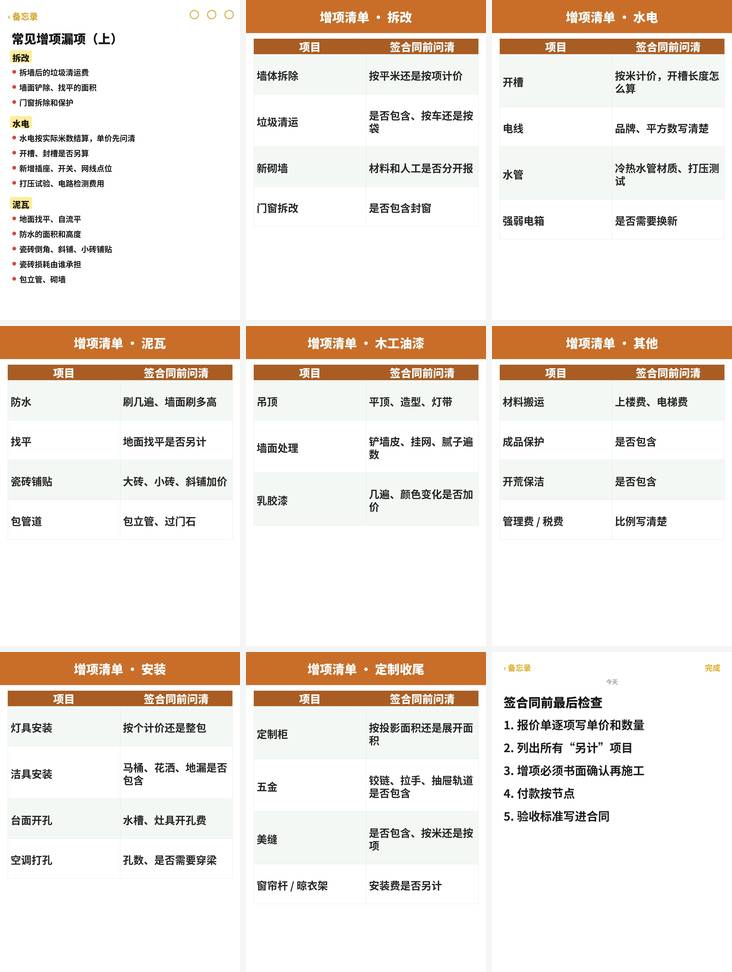 ‹ 备忘录
常见增项漏项（上）
拆改
• 拆墙后的垃圾清运费
• 墙面铲除、找平的面积
• 门窗拆除和保护
水电
• 水电按实际米数结算，单价先问清
• 开槽、封槽是否另算
• 新增插座、开关、网线点位
• 打压试验、电路检测费用
泥瓦
• 地面找平、自流平
• 防水的面积和高度
• 瓷砖倒角、斜铺、小砖铺贴
• 瓷砖损耗由谁承担
• 包立管、砌墙
增项清单 • 拆改
项目 签合同前问清
墙体拆除 按平米还是按项计价
垃圾清运 是否包含、按车还是按
袋
新砌墙 材料和人工是否分开报
门窗拆改 是否包含封窗
增项清单 • 水电
项目 签合同前问清
开槽 按米计价，开槽长度怎
么算
电线 品牌、平方数写清楚
水管 冷热水管材质、打压测
试
强弱电箱 是否需要换新
增项清单 • 泥瓦
项目 签合同前问清
防水 刷几遍、墙面刷多高
找平 地面找平是否另计
瓷砖铺贴 大砖、小砖、斜铺加价
包管道 包立管、过门石
增项清单 • 木工油漆
项目 签合同前问清
吊顶 平顶、造型、灯带
墙面处理 铲墙皮、挂网、腻子遍
数
乳胶漆 几遍、颜色变化是否加
价
增项清单 • 其他
项目 签合同前问清
材料搬运 上楼费、电梯费
成品保护 是否包含
开荒保洁 是否包含
管理费 / 税费 比例写清楚
增项清单 • 安装
项目 签合同前问清
灯具安装 按个计价还是整包
洁具安装 马桶、花洒、地漏是否
包含
台面开孔 水槽、灶具开孔费
空调打孔 孔数、是否需要穿梁
增项清单 • 定制收尾
项目 签合同前问清
定制柜 按投影面积还是展开面
积
五金 铰链、拉手、抽屉轨道
是否包含
美缝 是否包含、按米还是按
项
窗帘杆 / 晾衣架 安装费是否另计
‹ 备忘录 完成
今天
签合同前最后检查
1. 报价单逐项写单价和数量
2. 列出所有“另计”项目
3. 增项必须书面确认再施工
4. 付款按节点
5. 验收标准写进合同